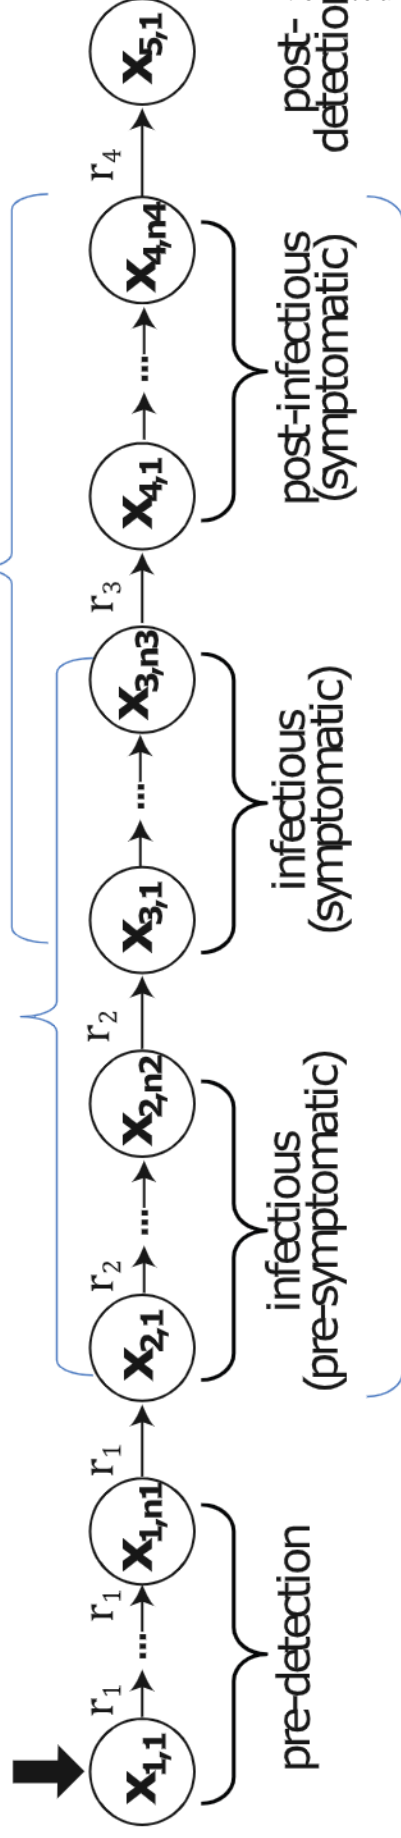 r₁ r₁ r₁ r₂ r₂ r₃ r₄
X₁,₁ ... X₁,n1 X₂,₁ ... X₂,n2 X₃,₁ ... X₃,n3 X₄,₁ ... X₄,n4 X₅,₁
pre-detection
infectious
(pre-symptomatic)
infectious
(symptomatic)
post-infectious
(symptomatic)
post-